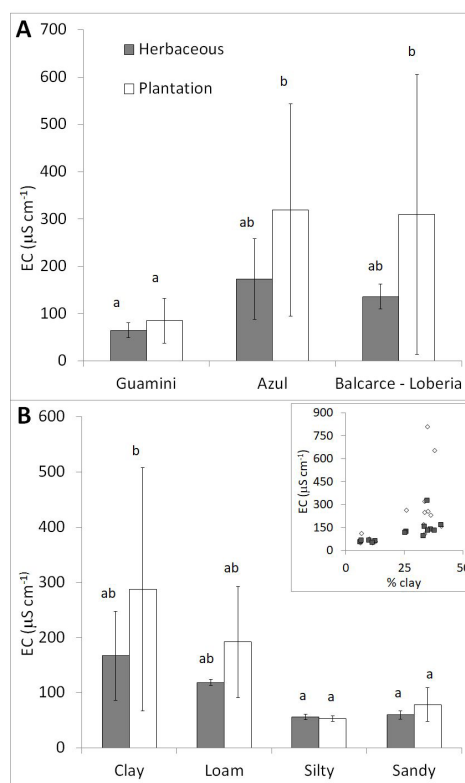 A
700
600
500
400
300
200
100
0
EC (µS cm⁻¹)
Herbaceous
Plantation
a
a
ab
b
ab
b
Guamini
Azul
Balcarce - Loberia
B
600
500
400
300
200
100
0
EC (µS cm⁻¹)
ab
b
ab
ab
a
a
a
a
Clay
Loam
Silty
Sandy
900
750
600
450
300
150
0
EC (µS cm⁻¹)
0
25
50
% clay